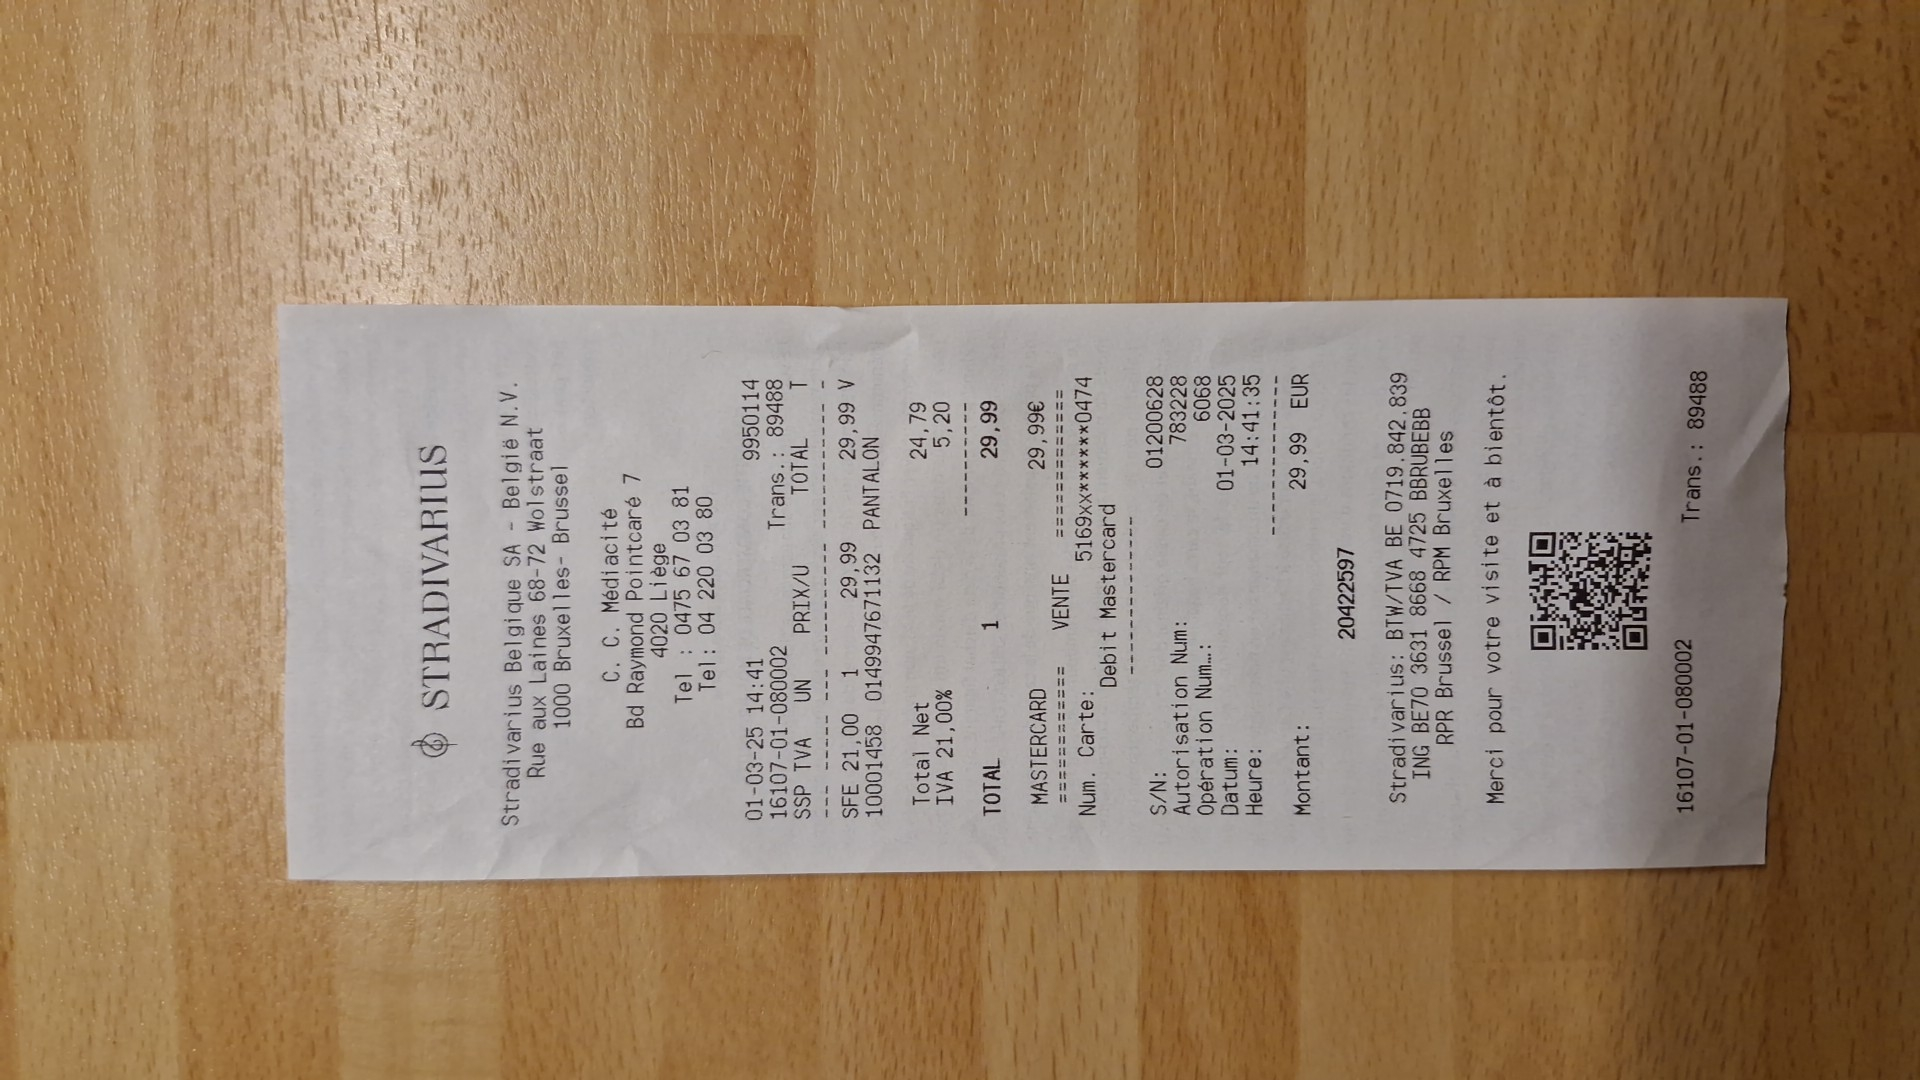 STRADIVARIUS
Stradivarius Belgique SA - België N.V.
Rue aux Laines 68-72 Wolstraat
1000 Bruxelles- Brussel
C. C. Médiacité
Bd Raymond Pointcaré 7
4020 Liège
Tel : 0475 67 03 81
Tel: 04 220 03 80
01-03-25 14:41 9950114
16107-01-080002 Trans.: 89488
SSP TVA UN PRIX/U TOTAL T
--- ----- --- --------- ----------- -
SFE 21,00 1 29,99 29,99 V
10001458 01499476711​32 PANTALON
Total Net 24,79
IVA 21,00% 5,20
----------
TOTAL 1 29,99
MASTERCARD 29,99€
=========== VENTE ============
Num. Carte: 5169xx******0474
Debit Mastercard
--------------
S/N: 01200628
Autorisation Num: 783228
Opération Num…: 6068
Datum: 01-03-2025
Heure: 14:41:35
--------------
Montant: 29,99 EUR
20422597
Stradivarius: BTW/TVA BE 0719.842.839
ING BE70 3631 8668 4725 BBRUBEBB
RPR Brussel / RPM Bruxelles
Merci pour votre visite et à bientôt.
16107-01-080002 Trans.: 89488